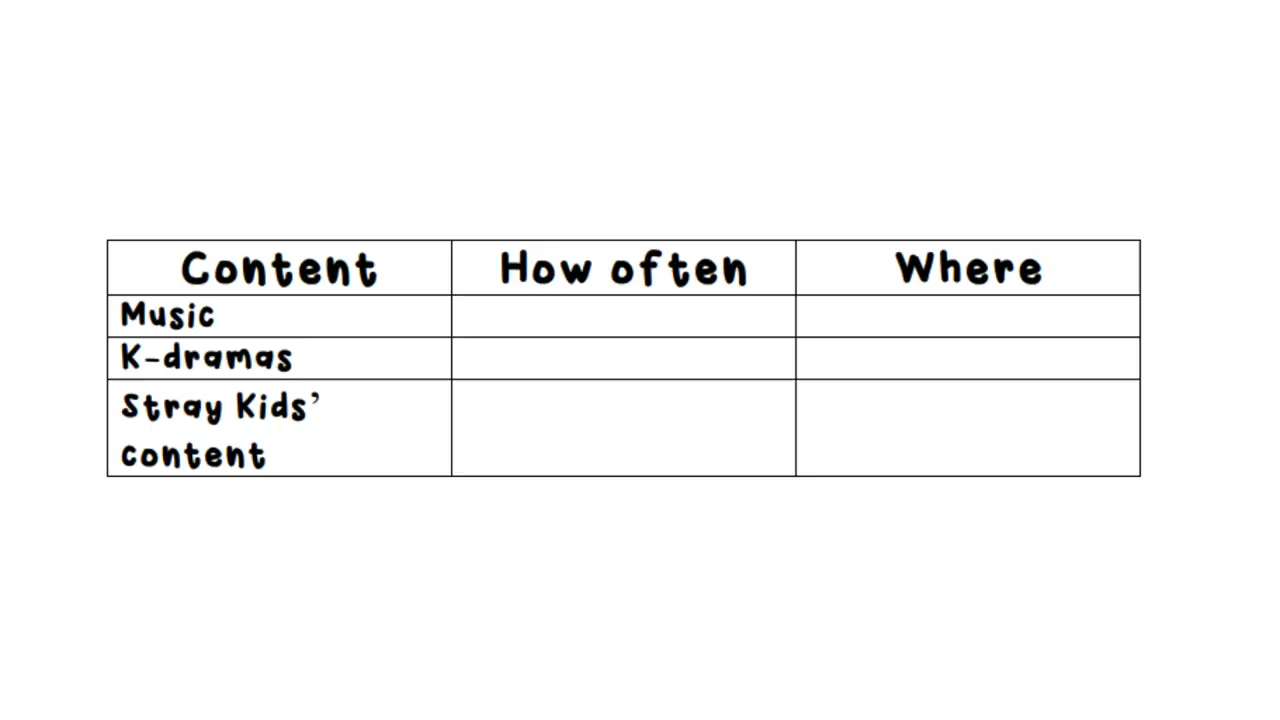 Content How often Where
Music
K-dramas
Stray Kids’
content